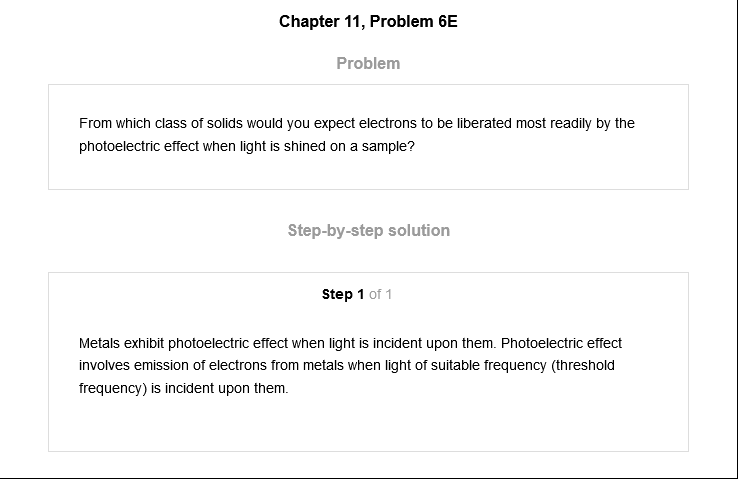 Chapter 11, Problem 6E
Problem
From which class of solids would you expect electrons to be liberated most readily by the
photoelectric effect when light is shined on a sample?
Step-by-step solution
Step 1 of 1
Metals exhibit photoelectric effect when light is incident upon them. Photoelectric effect
involves emission of electrons from metals when light of suitable frequency (threshold
frequency) is incident upon them.